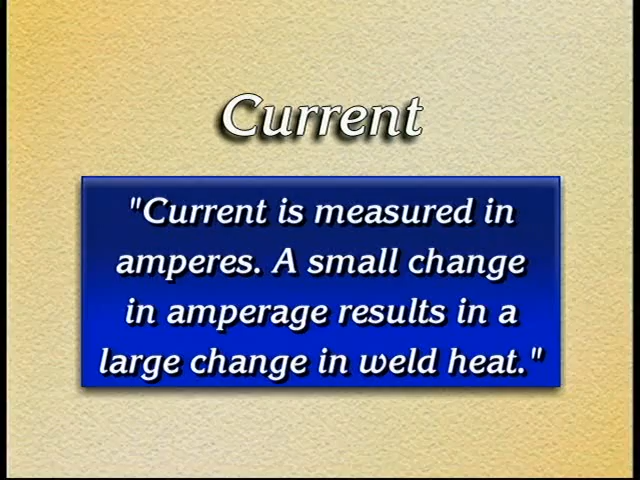 Current
"Current is measured in
amperes. A small change
in amperage results in a
large change in weld heat."